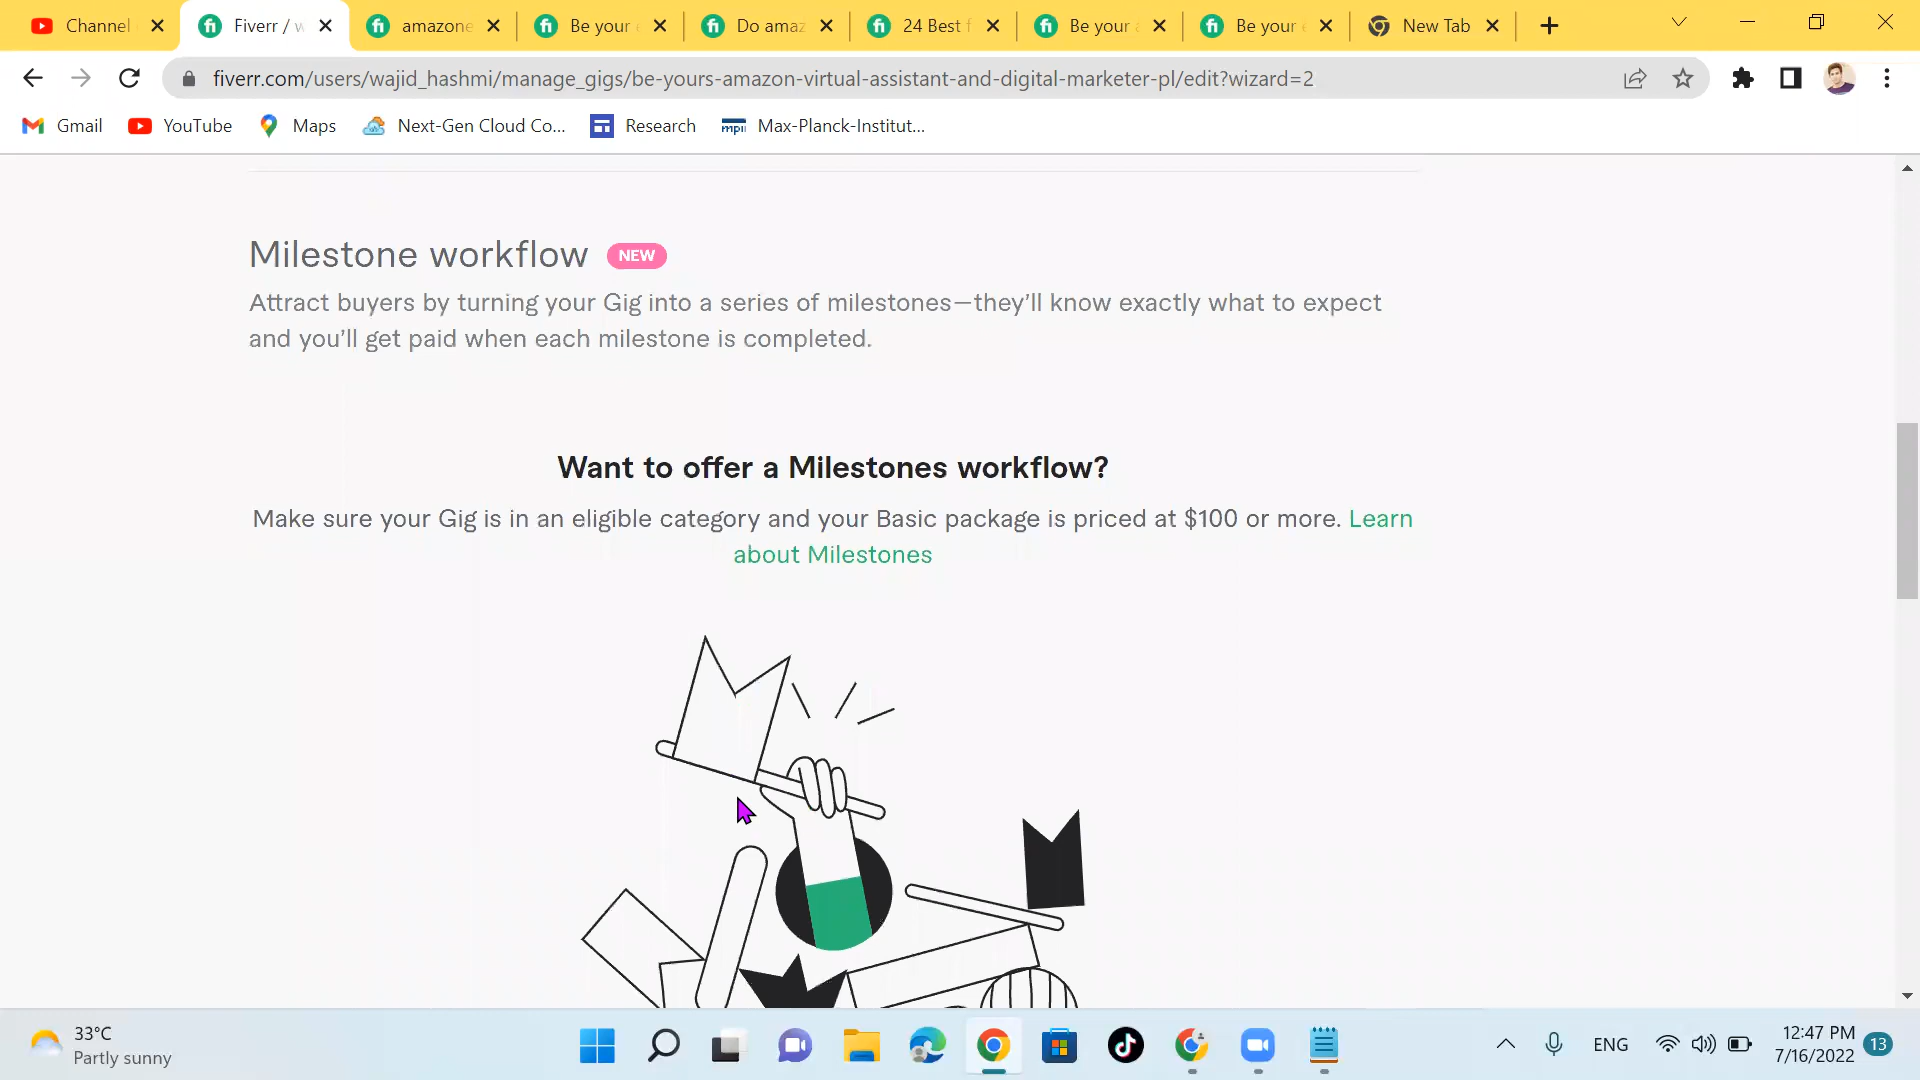 Channel
Fiverr / w
amazone
Be your
Do amaz
24 Best f
Be your a
Be your
New Tab
fiverr.com/users/wajid_hashmi/manage_gigs/be-yours-amazon-virtual-assistant-and-digital-marketer-pl/edit?wizard=2
Gmail
YouTube
Maps
Next-Gen Cloud Co...
Research
mpii
Max-Planck-Institut...
Milestone workflow NEW
Attract buyers by turning your Gig into a series of milestones—they'll know exactly what to expect
and you'll get paid when each milestone is completed.
Want to offer a Milestones workflow?
Make sure your Gig is in an eligible category and your Basic package is priced at $100 or more. Learn
about Milestones
33°C
Partly sunny
ENG
12:47 PM
7/16/2022
13